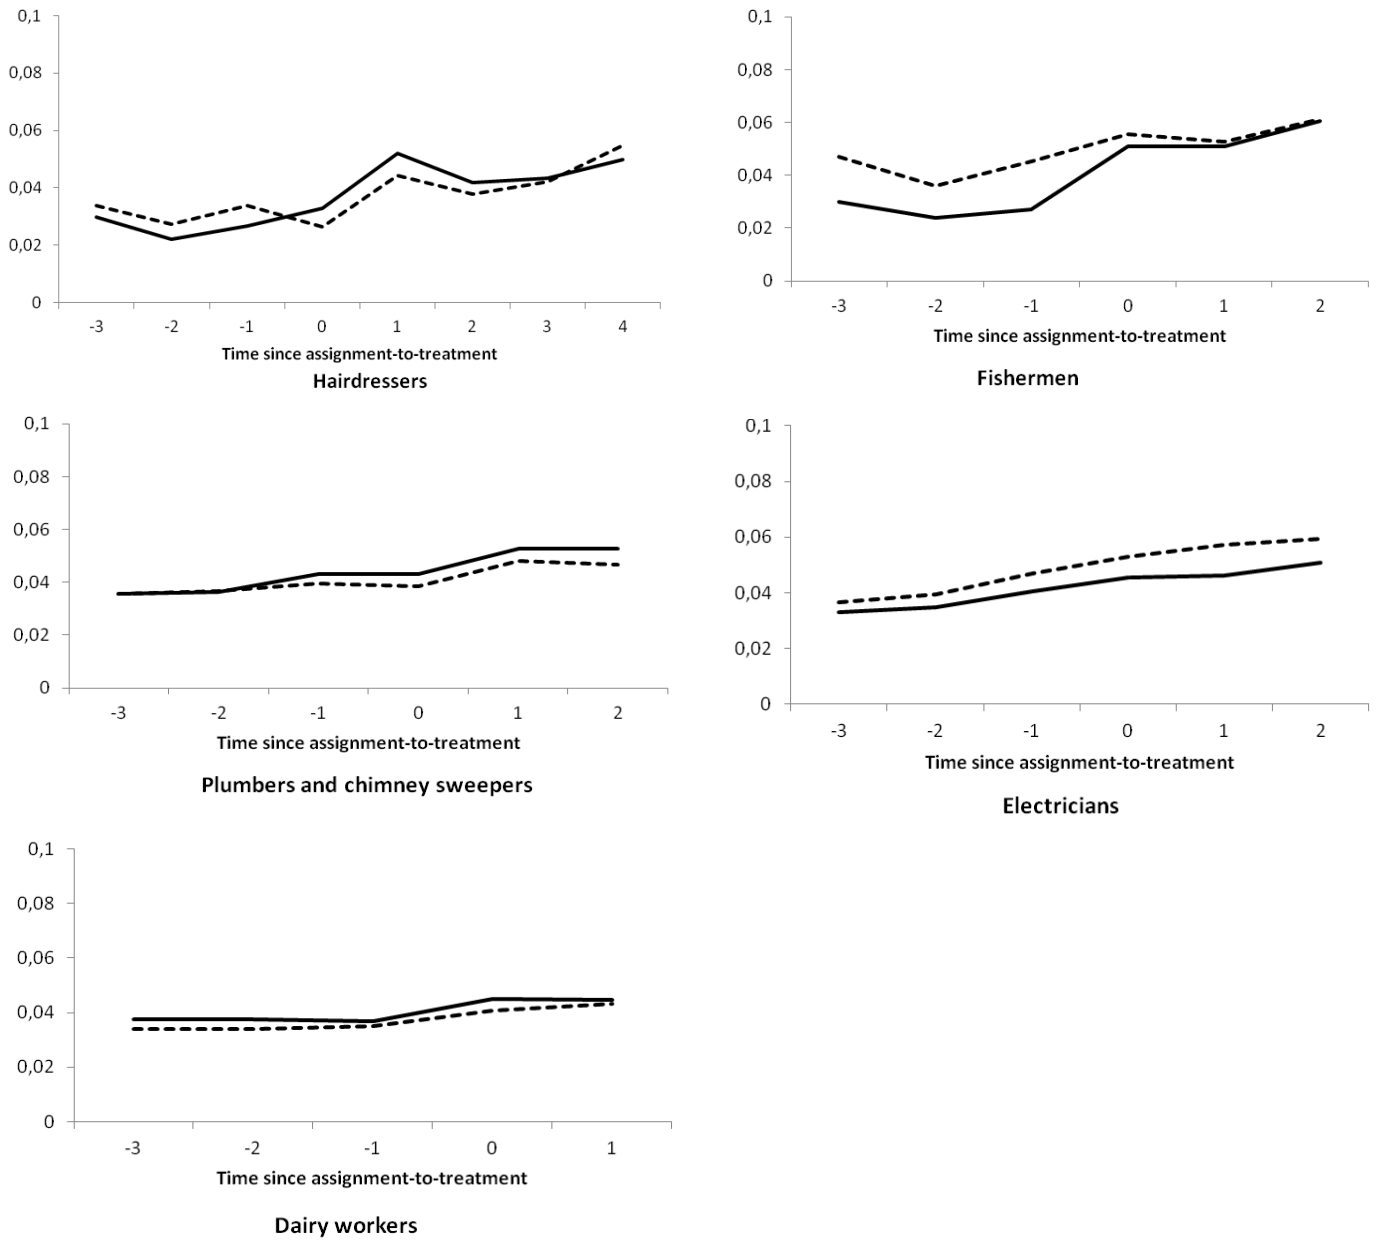 0,1
0,08
0,06
0,04
0,02
0
-3 -2 -1 0 1 2 3 4
Time since assignment-to-treatment
Hairdressers
0,1
0,08
0,06
0,04
0,02
0
-3 -2 -1 0 1 2
Time since assignment-to-treatment
Fishermen
0,1
0,08
0,06
0,04
0,02
0
-3 -2 -1 0 1 2
Time since assignment-to-treatment
Plumbers and chimney sweepers
0,1
0,08
0,06
0,04
0,02
0
-3 -2 -1 0 1 2
Time since assignment-to-treatment
Electricians
0,1
0,08
0,06
0,04
0,02
0
-3 -2 -1 0 1
Time since assignment-to-treatment
Dairy workers